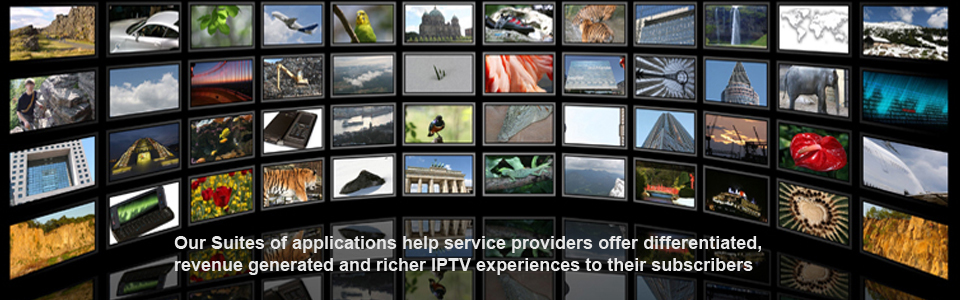 Our Suites of applications help service providers offer differentiated,
revenue generated and richer IPTV experiences to their subscribers